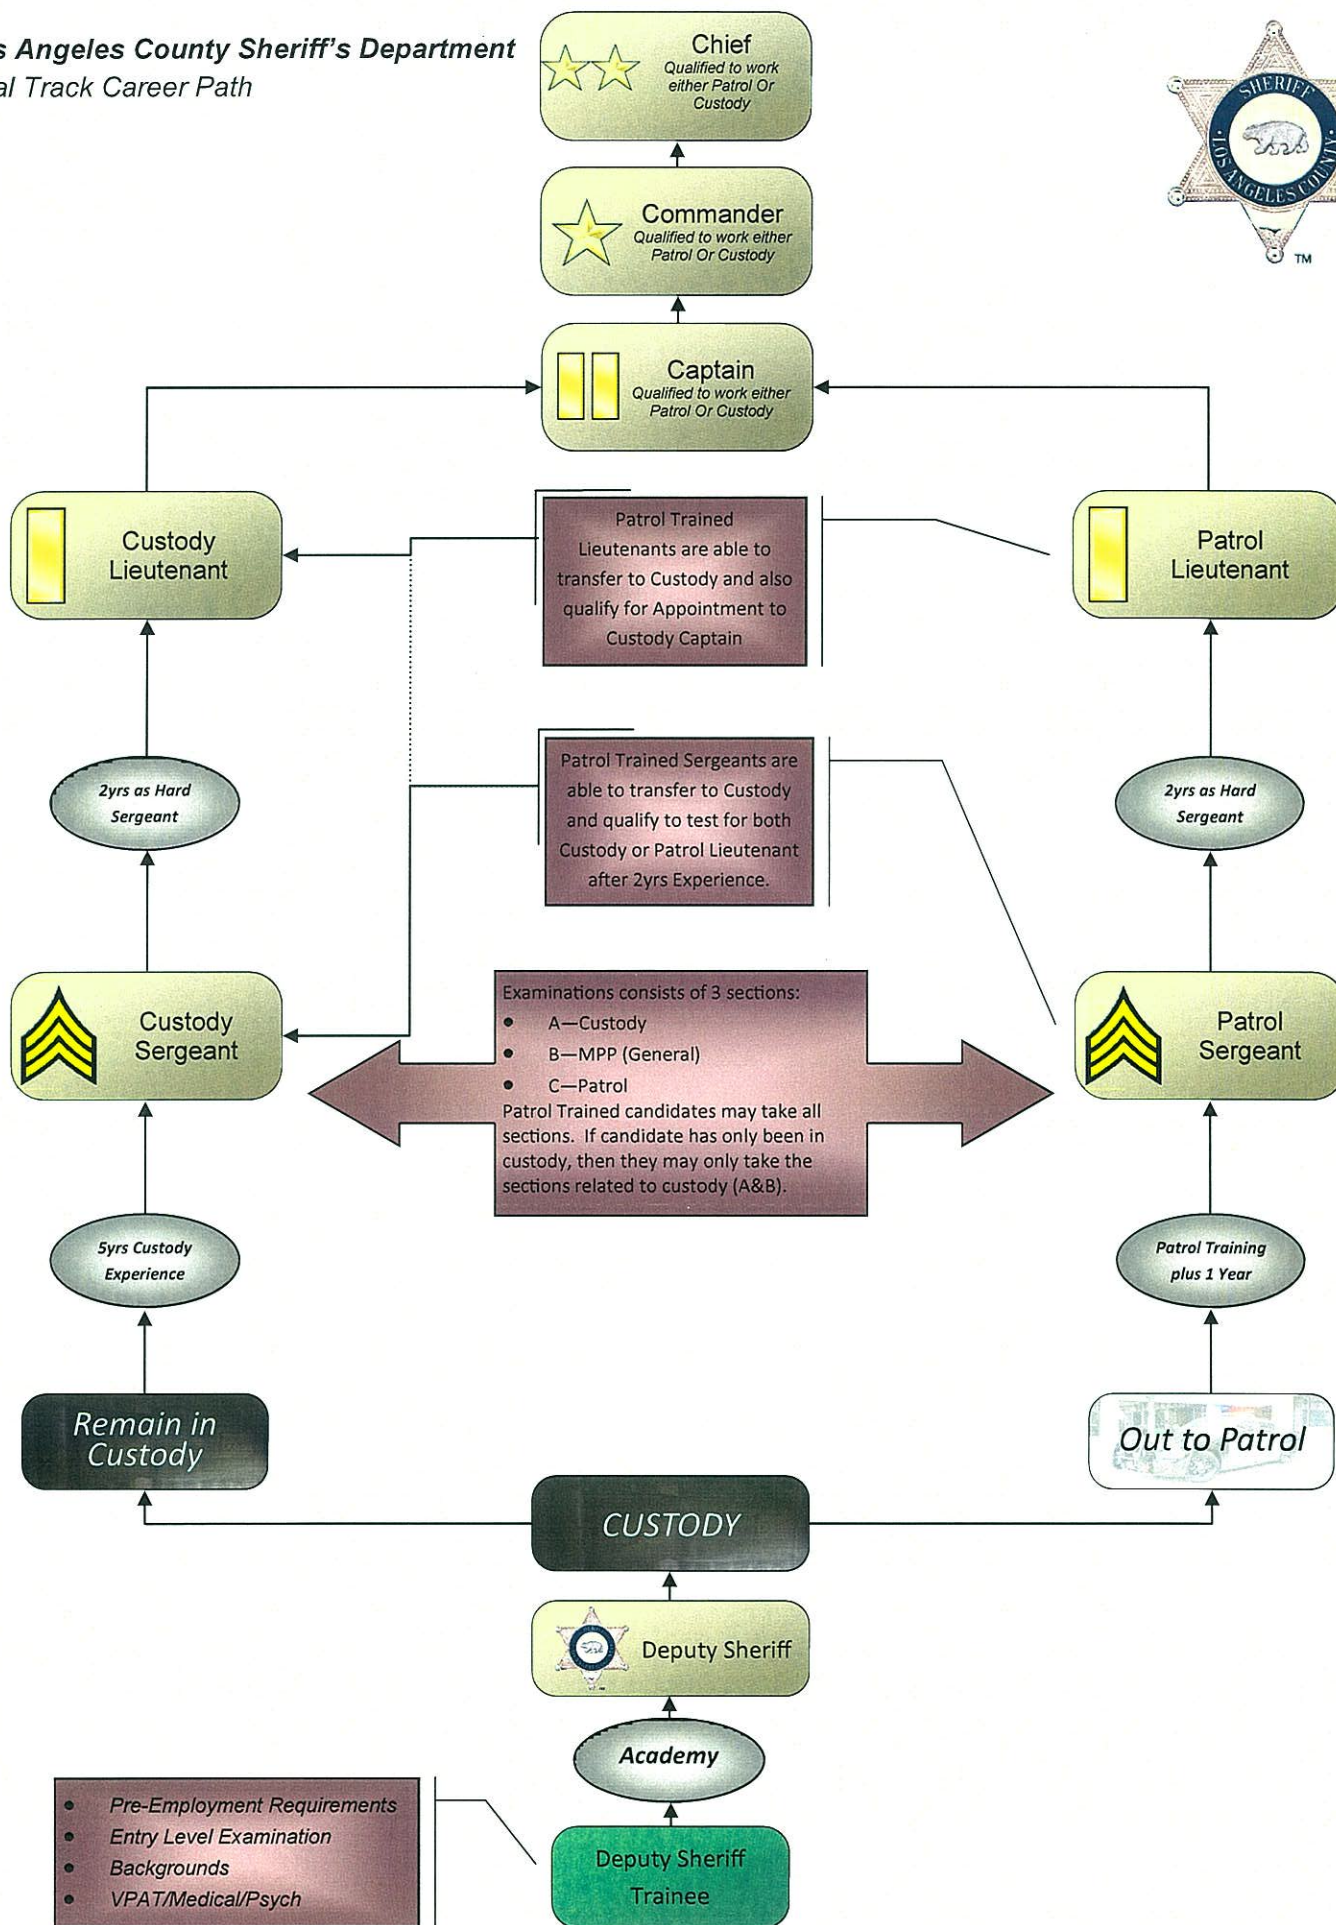 s Angeles County Sheriff's Department
al Track Career Path
Chief
Qualified to work
either Patrol Or
Custody
SHERIFF
LOS ANGELES COUNTY
TM
Commander
Qualified to work either
Patrol Or Custody
Captain
Qualified to work either
Patrol Or Custody
Custody
Lieutenant
Patrol Trained
Lieutenants are able to
transfer to Custody and also
qualify for Appointment to
Custody Captain
Patrol
Lieutenant
2yrs as Hard
Sergeant
Patrol Trained Sergeants are
able to transfer to Custody
and qualify to test for both
Custody or Patrol Lieutenant
after 2yrs Experience.
2yrs as Hard
Sergeant
Custody
Sergeant
Examinations consists of 3 sections:
• A—Custody
• B—MPP (General)
• C—Patrol
Patrol Trained candidates may take all
sections. If candidate has only been in
custody, then they may only take the
sections related to custody (A&B).
Patrol
Sergeant
5yrs Custody
Experience
Patrol Training
plus 1 Year
Remain in
Custody
Out to Patrol
CUSTODY
Deputy Sheriff
Academy
• Pre-Employment Requirements
• Entry Level Examination
• Backgrounds
• VPAT/Medical/Psych
Deputy Sheriff
Trainee